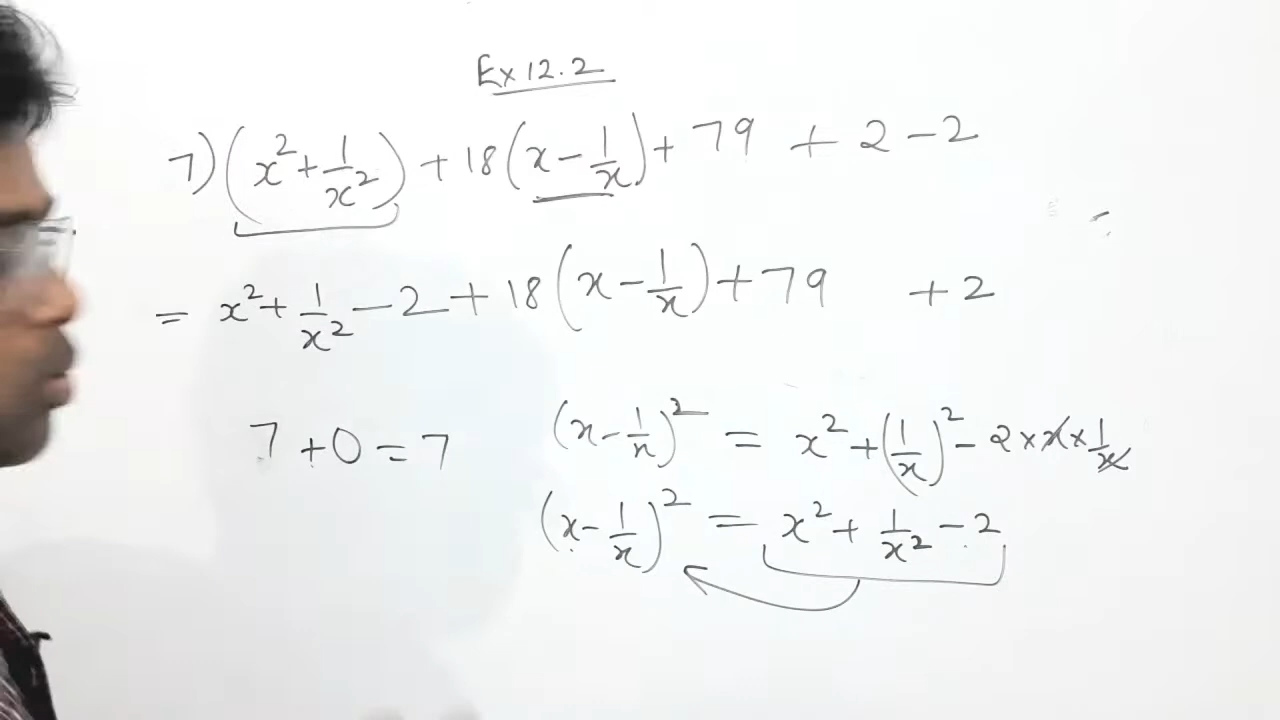 Ex 12.2
7) (x² + 1/x²) + 18(x - 1/x) + 79 + 2 - 2
= x² + 1/x² - 2 + 18(x - 1/x) + 79 + 2
7 + 0 = 7
(x - 1/x)² = x² + (1/x)² - 2 × x × 1/x
(x - 1/x)² = x² + 1/x² - 2